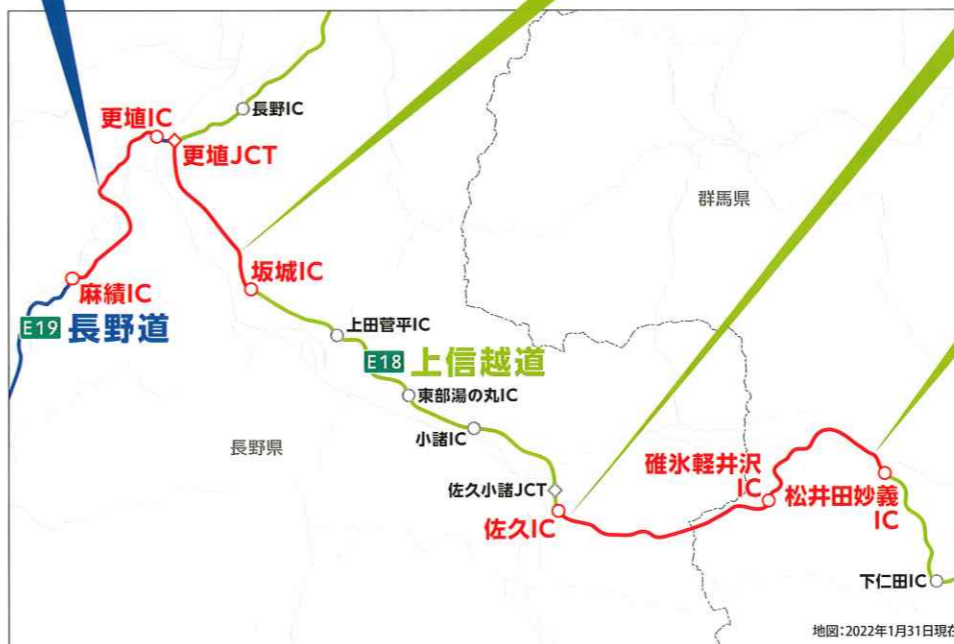 長野IC
更埴IC
更埴JCT
群馬県
坂城IC
麻績IC
E19 長野道
上田菅平IC
E18 上信越道
東部湯の丸IC
小諸IC
長野県
碓氷軽井沢
IC
佐久小諸JCT
松井田妙義
IC
佐久IC
下仁田IC
地図:2022年1月31日現在